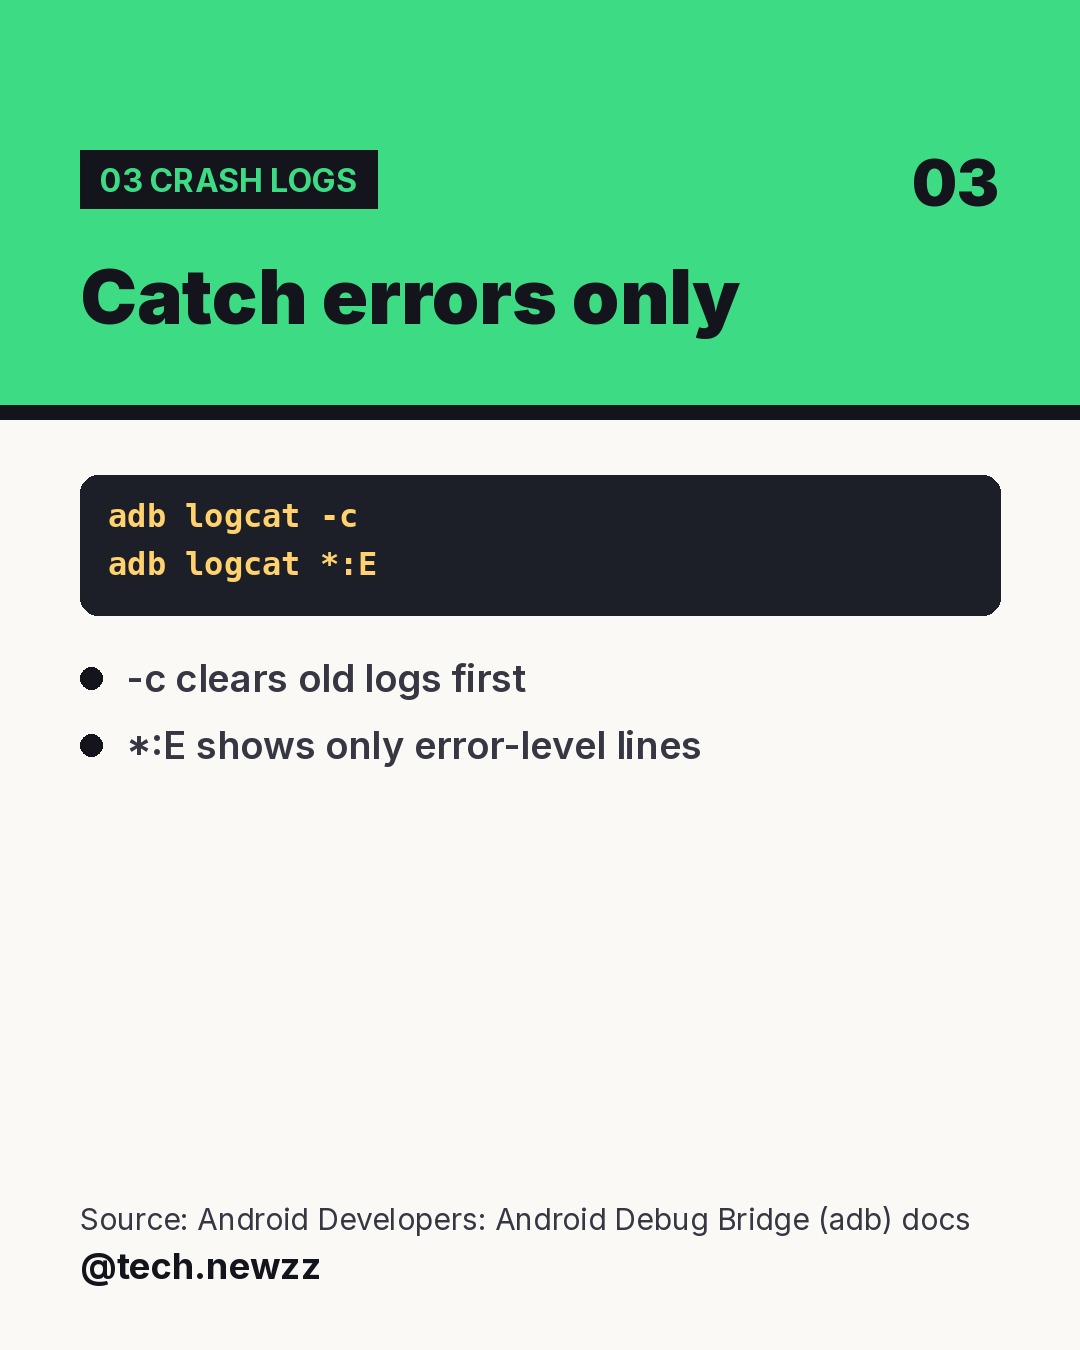 03 CRASH LOGS
03
Catch errors only
adb logcat -c
adb logcat *:E
-c clears old logs first
*:E shows only error-level lines
Source: Android Developers: Android Debug Bridge (adb) docs
@tech.newzz